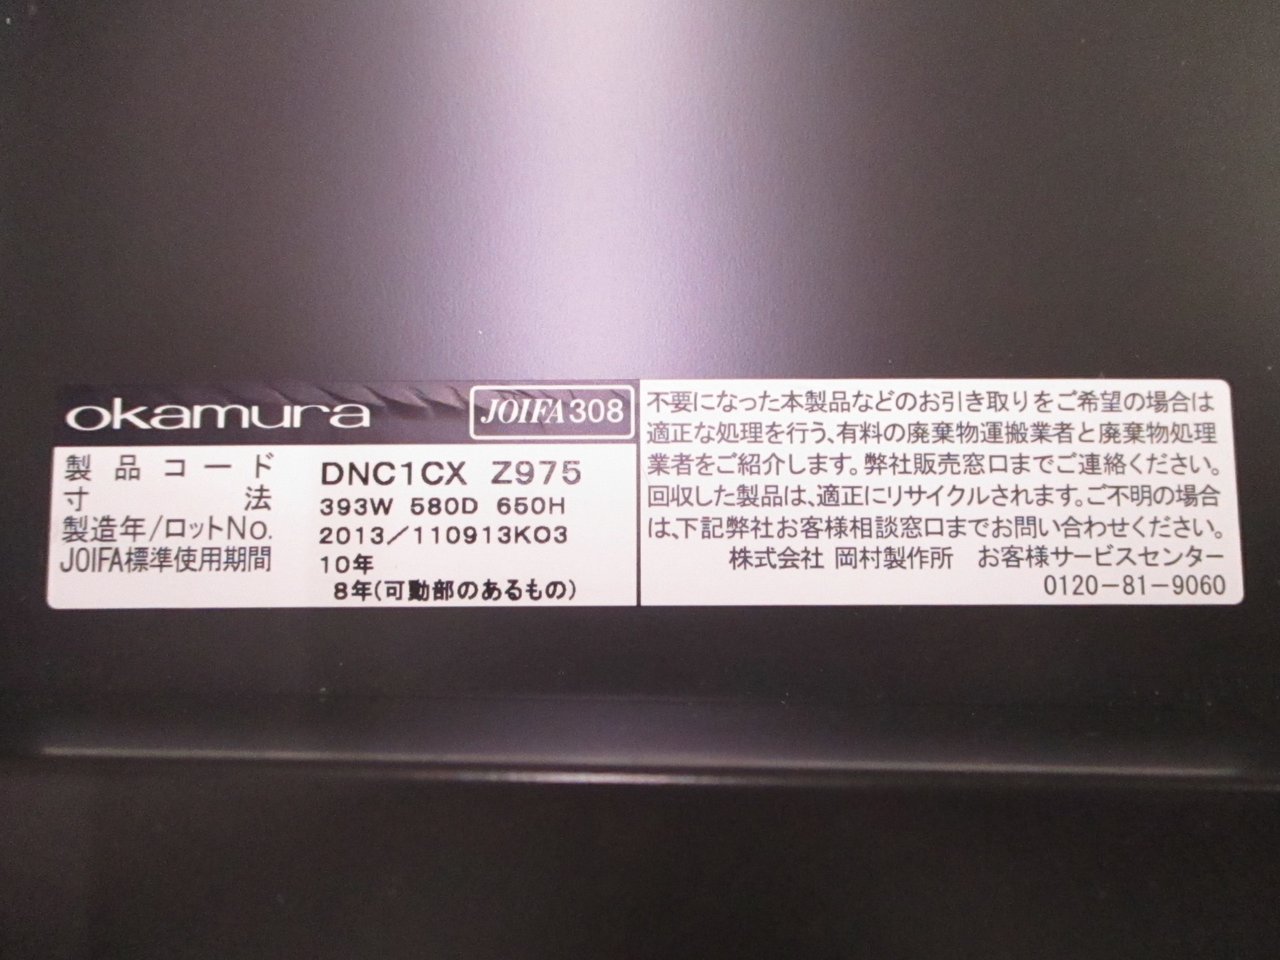 okamura JOIFA308
製品コード DNC1CX Z975
寸法 393W 580D 650H
製造年/ロットNo. 2013/110913KO3
JOIFA標準使用期間 10年
8年(可動部のあるもの)
不要になった本製品などのお引き取りをご希望の場合は
適正な処理を行う、有料の廃棄物運搬業者と廃棄物処理
業者をご紹介します。弊社販売窓口までご連絡ください。
回収した製品は、適正にリサイクルされます。ご不明の場合
は、下記弊社お客様相談窓口までお問い合わせください。
株式会社 岡村製作所 お客様サービスセンター
0120-81-9060